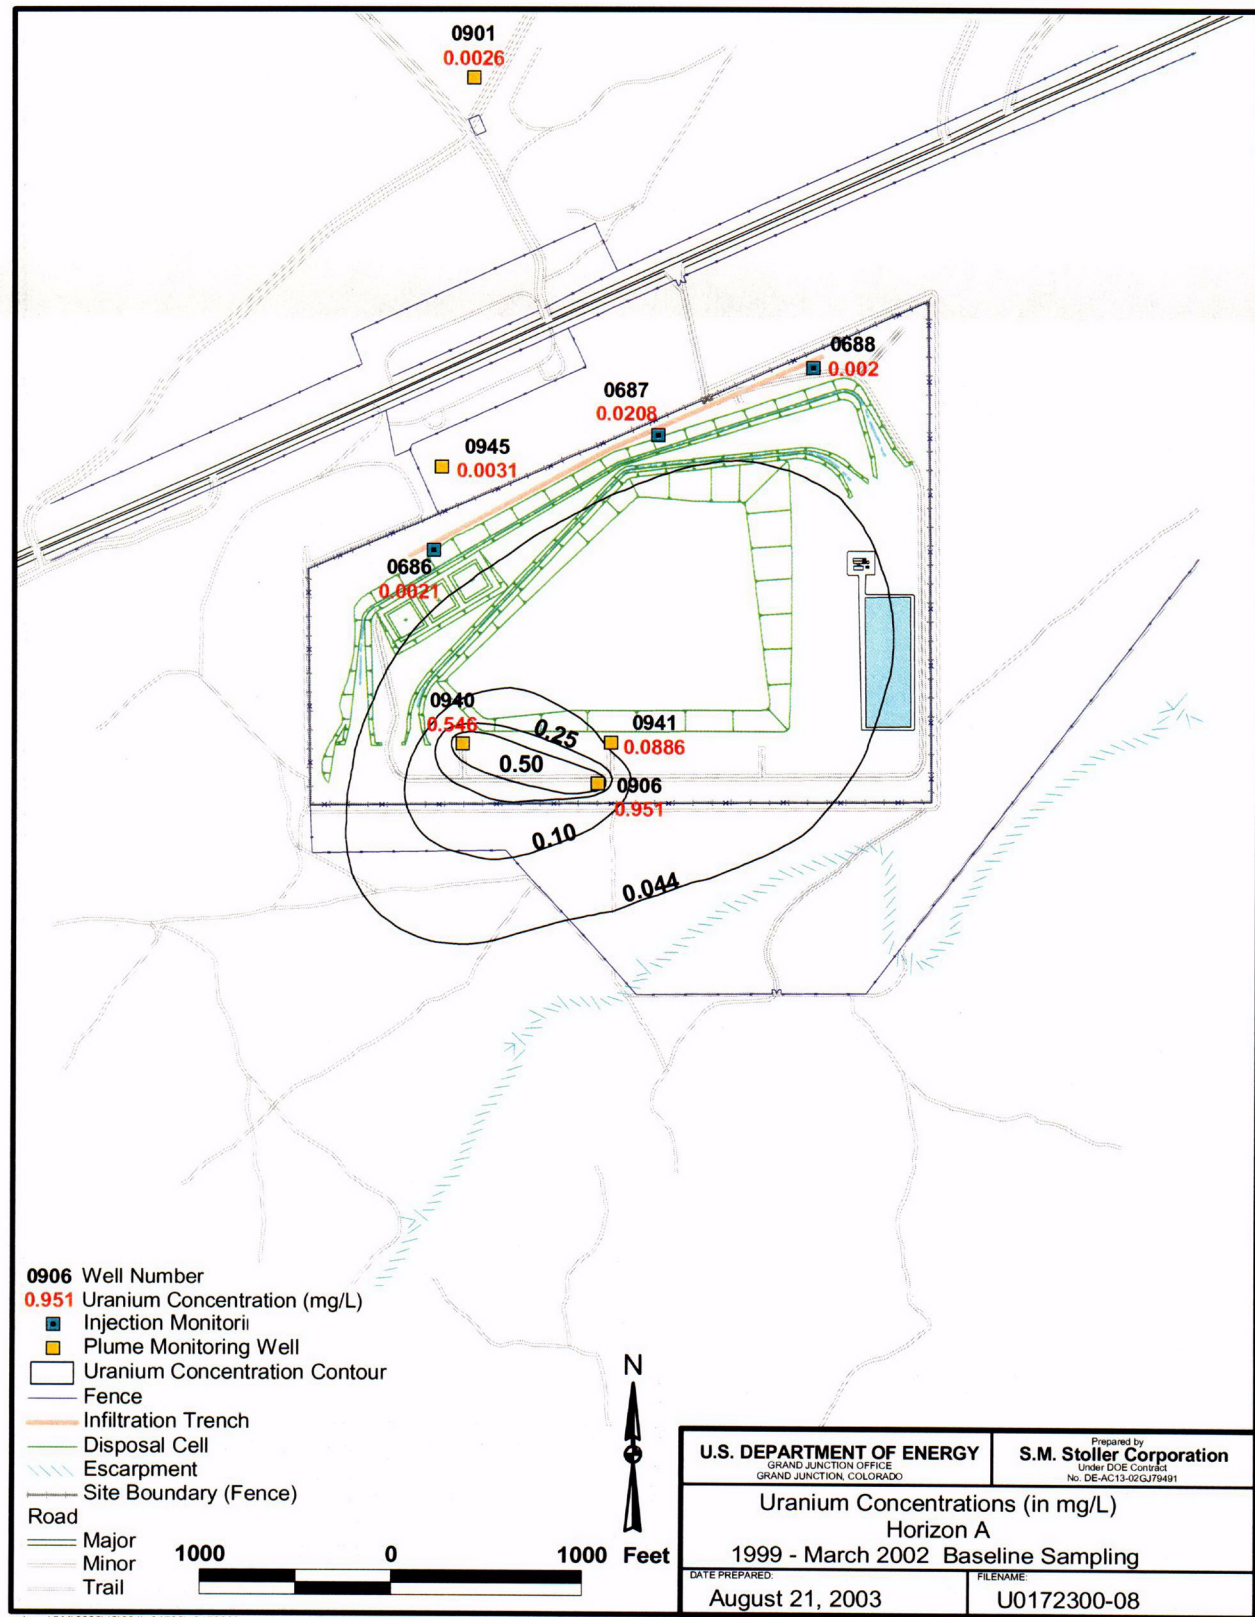 0901
0.0026
0688
0.002
0687
0.0208
0945
0.0031
0686
0.0021
0940
0.546
0.25
0941
0.0886
0.50
0906
0.951
0.10
0.044
0906 Well Number
0.951 Uranium Concentration (mg/L)
Injection Monitori
Plume Monitoring Well
Uranium Concentration Contour
Fence
Infiltration Trench
Disposal Cell
Escarpment
Site Boundary (Fence)
Road
Major
Minor
Trail
N
1000 0 1000 Feet
U.S. DEPARTMENT OF ENERGY
GRAND JUNCTION OFFICE
GRAND JUNCTION, COLORADO
Prepared by
S.M. Stoller Corporation
Under DOE Contract
No. DE-AC13-02GJ79491
Uranium Concentrations (in mg/L)
Horizon A
1999 - March 2002 Baseline Sampling
DATE PREPARED:
August 21, 2003
FILENAME:
U0172300-08